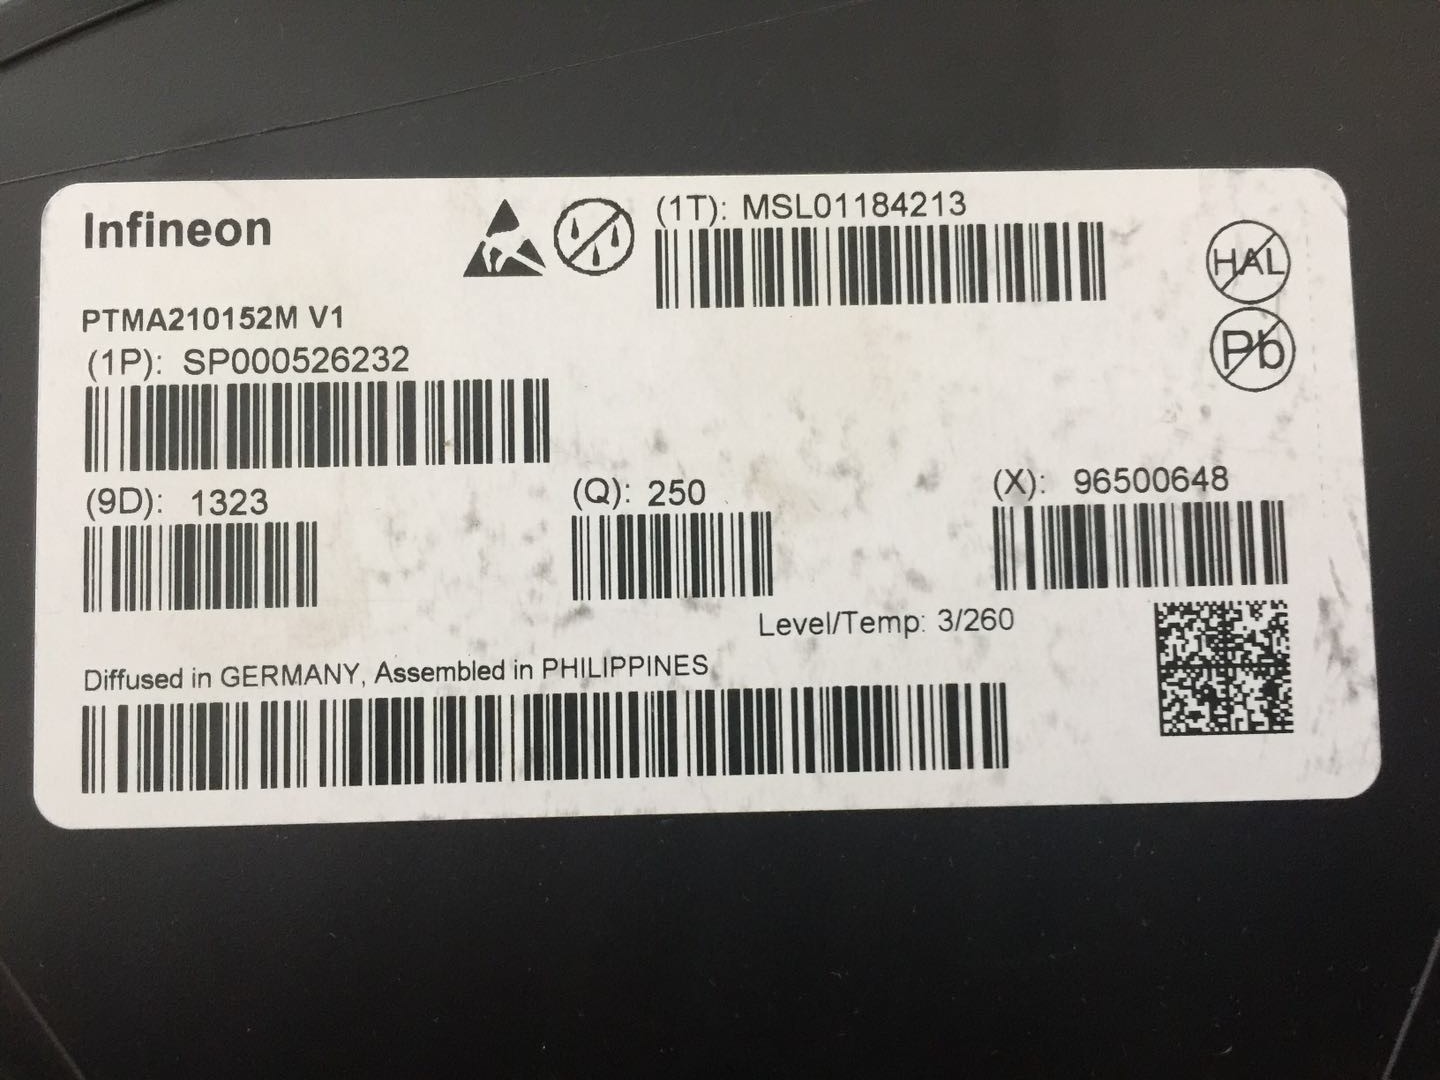 Infineon
(1T): MSL01184213
HAL
Pb
PTMA210152M V1
(1P): SP000526232
(9D): 1323
(Q): 250
(X): 96500648
Level/Temp: 3/260
Diffused in GERMANY, Assembled in PHILIPPINES